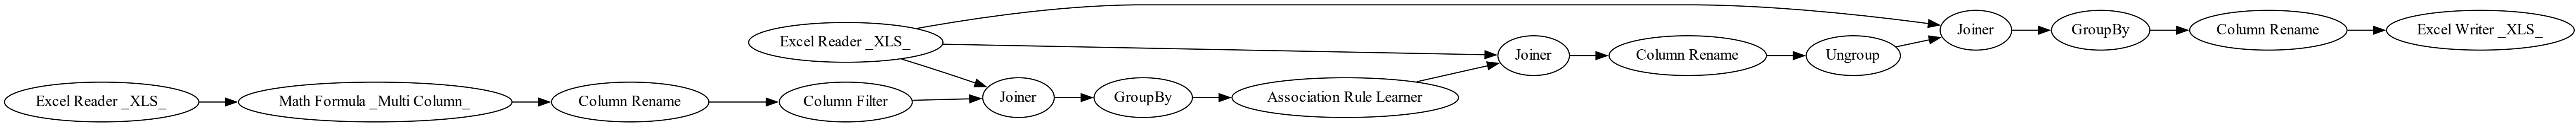 Excel Reader _XLS_
Math Formula _Multi Column_
Column Rename
Column Filter
Excel Reader _XLS_
Joiner
GroupBy
Association Rule Learner
Joiner
Column Rename
Ungroup
Joiner
GroupBy
Column Rename
Excel Writer _XLS_